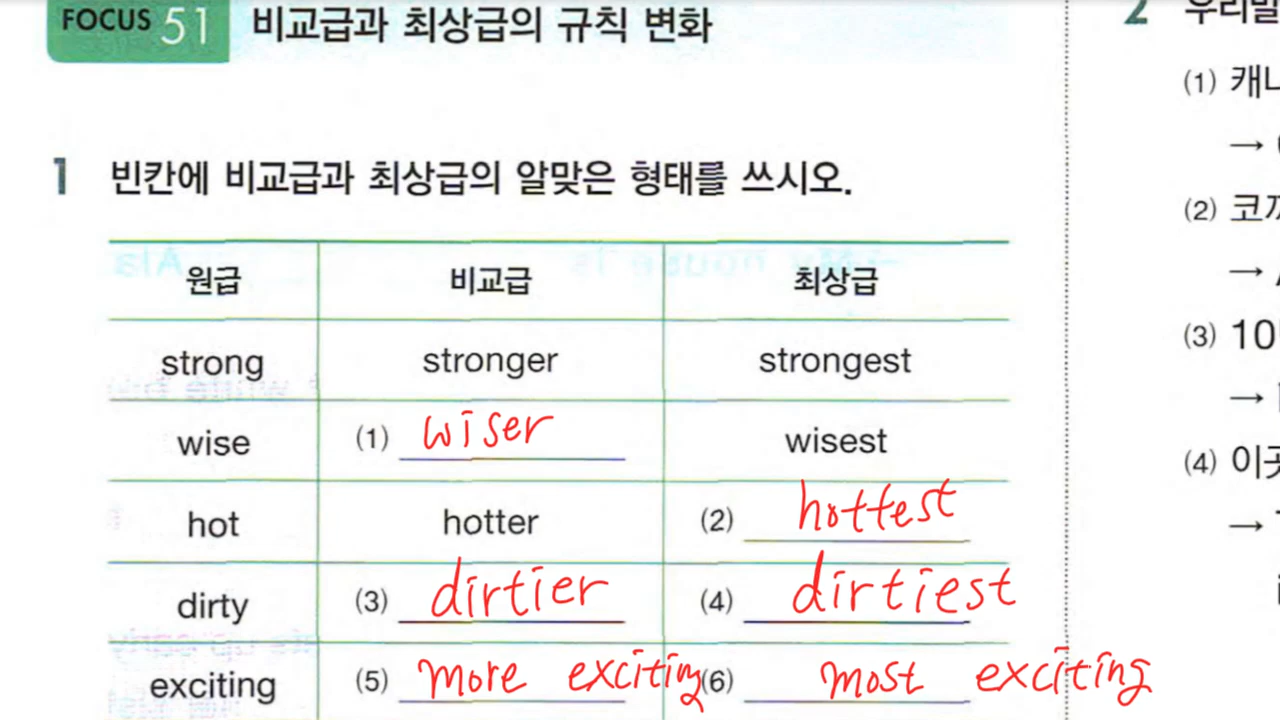 FOCUS 51 비교급과 최상급의 규칙 변화
1 빈칸에 비교급과 최상급의 알맞은 형태를 쓰시오.
원급 비교급 최상급
strong stronger strongest
wise (1) wiser wisest
hot hotter (2) hottest
dirty (3) dirtier (4) dirtiest
exciting (5) more exciting (6) most exciting
2
(1)
→
(2)
→
(3) 10
→
(4)
→